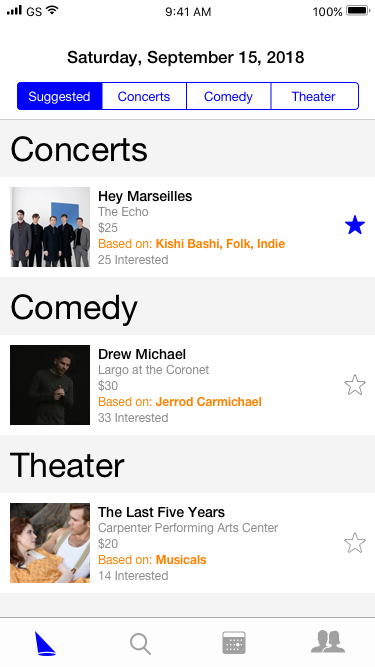 GS 9:41 AM 100%
Saturday, September 15, 2018
Suggested Concerts Comedy Theater
Concerts
Hey Marseilles
The Echo
$25
Based on: Kishi Bashi, Folk, Indie
25 Interested
Comedy
Drew Michael
Largo at the Coronet
$30
Based on: Jerrod Carmichael
33 Interested
Theater
The Last Five Years
Carpenter Performing Arts Center
$20
Based on: Musicals
14 Interested